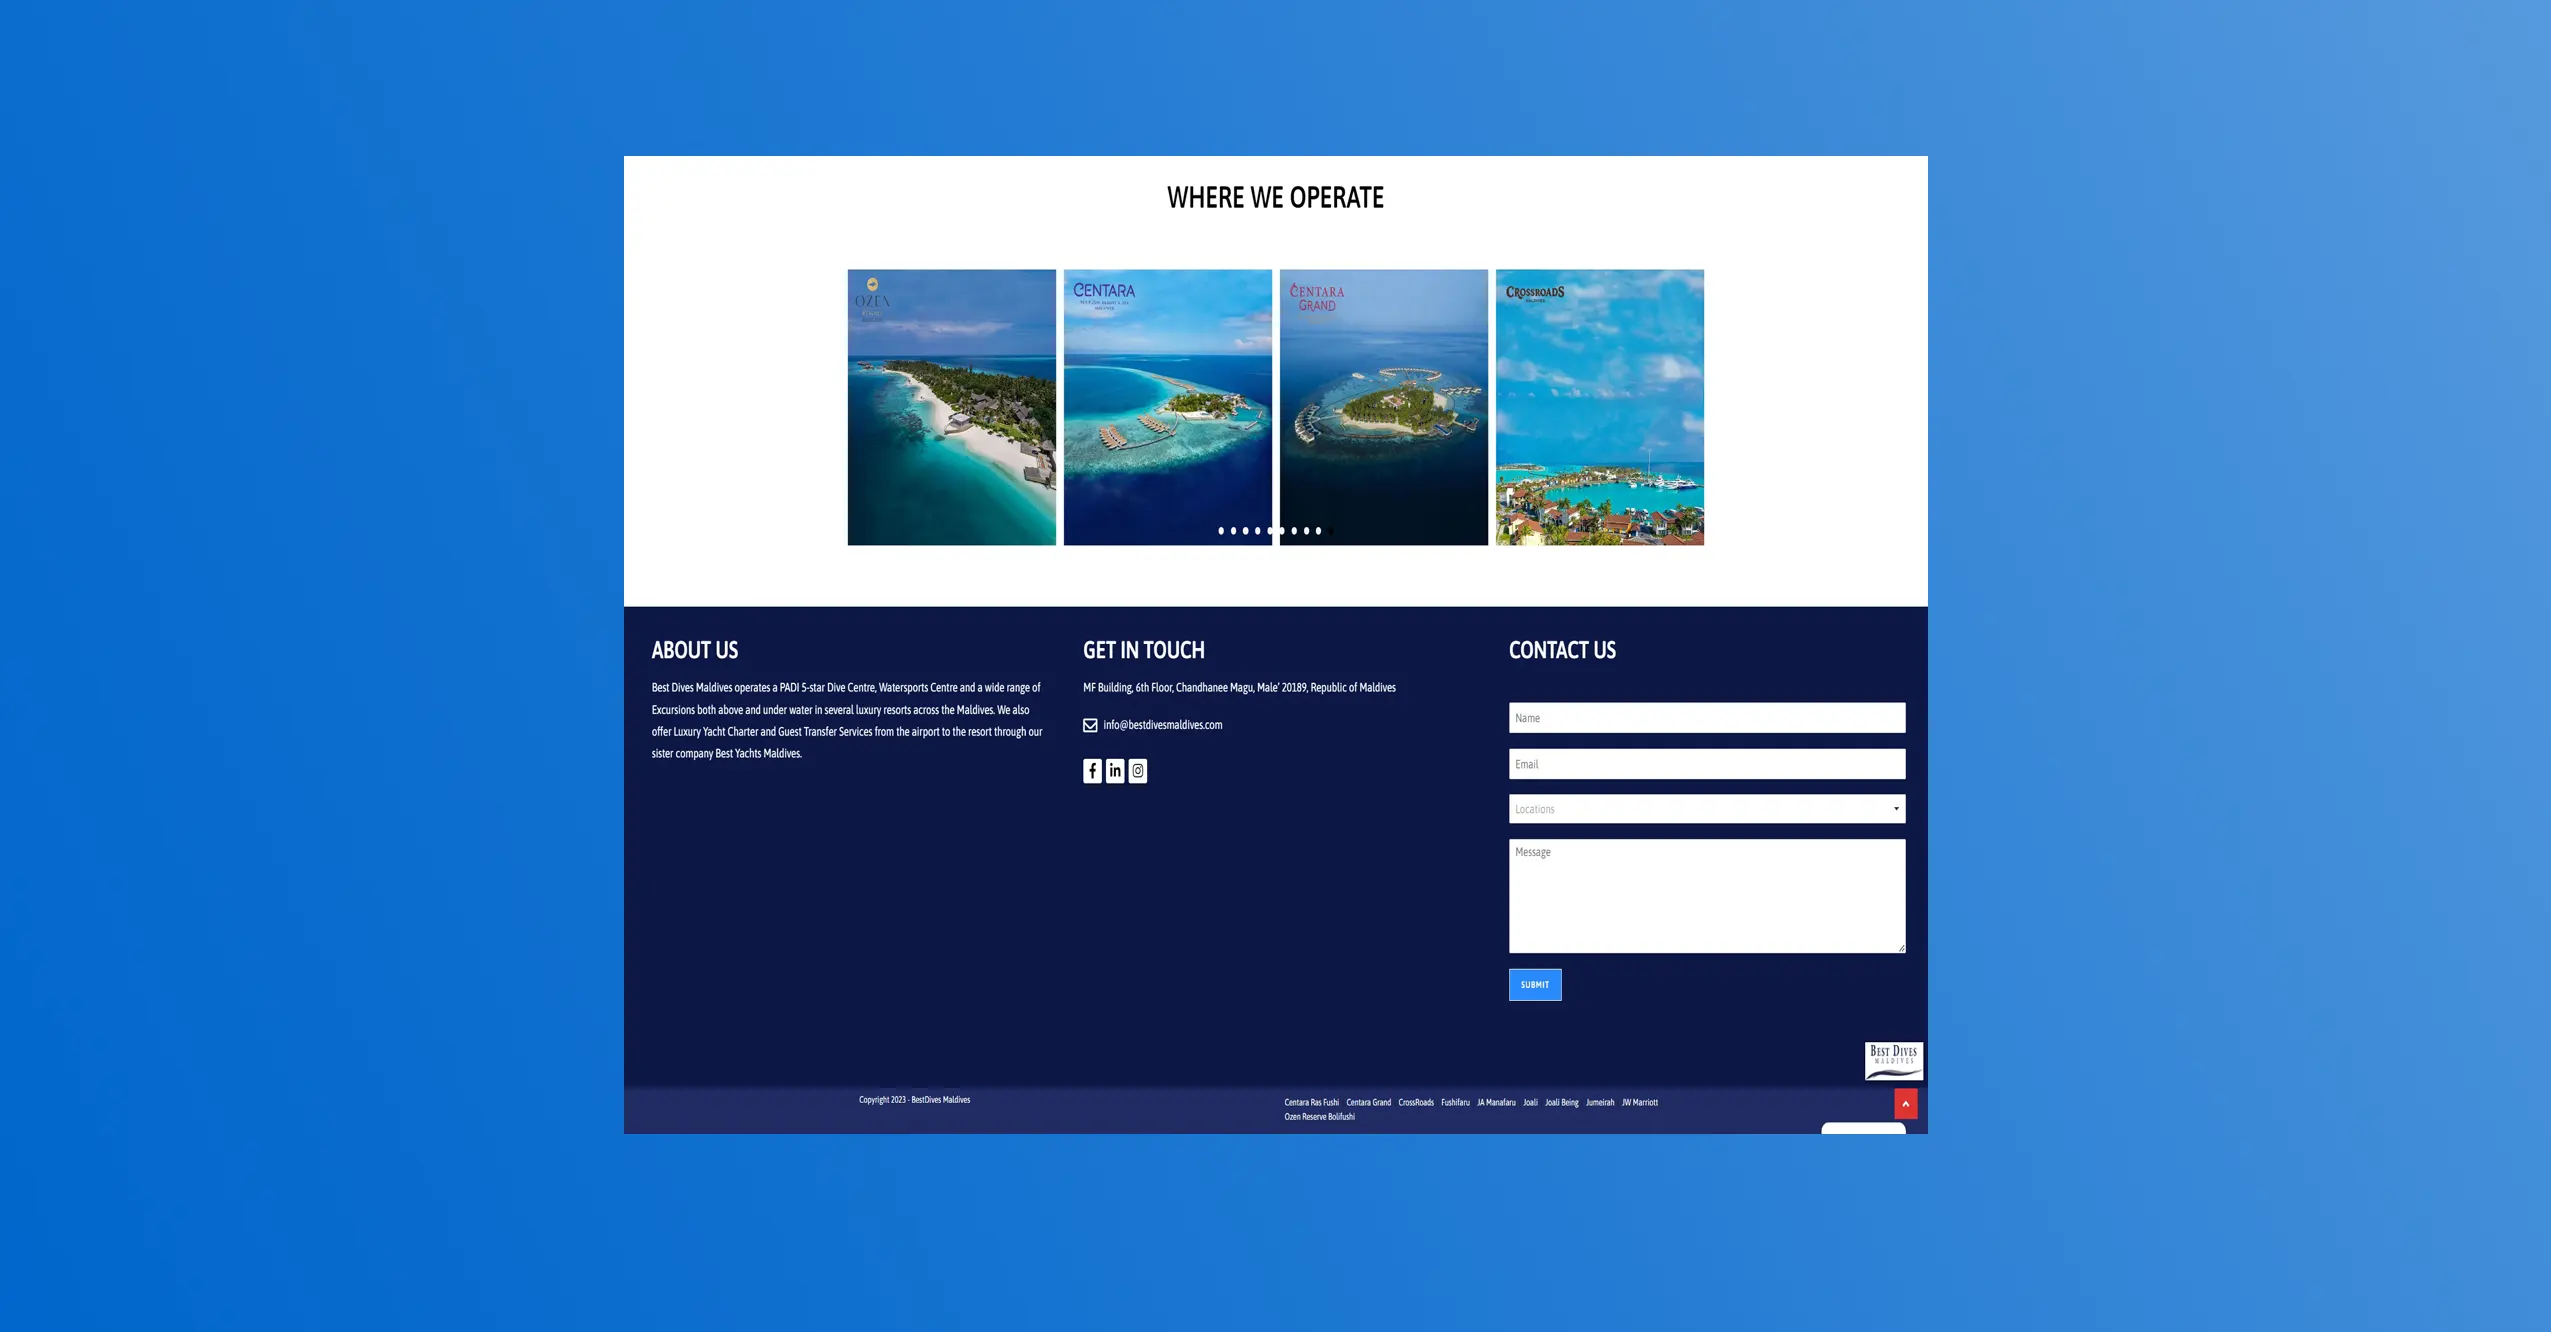 WHERE WE OPERATE
OZEN
CENTARA
CENTARA
GRAND
CROSSROADS
MALDIVES
ABOUT US
Best Dives Maldives operates a PADI 5-star Dive Centre, Watersports Centre and a wide range of
Excursions both above and under water in several luxury resorts across the Maldives. We also
offer Luxury Yacht Charter and Guest Transfer Services from the airport to the resort through our
sister company Best Yachts Maldives.
GET IN TOUCH
MF Building, 6th Floor, Chandhanee Magu, Male’ 20189, Republic of Maldives
info@bestdivesmaldives.com
CONTACT US
Name
Email
Locations
Message
SUBMIT
BEST DIVES
MALDIVES
Copyright 2023 - BestDives Maldives
Centara Ras Fushi Centara Grand CrossRoads Fushifaru JA Manafaru Joali Joali Being Jumeirah JW Marriott
Ozen Reserve Bolifushi